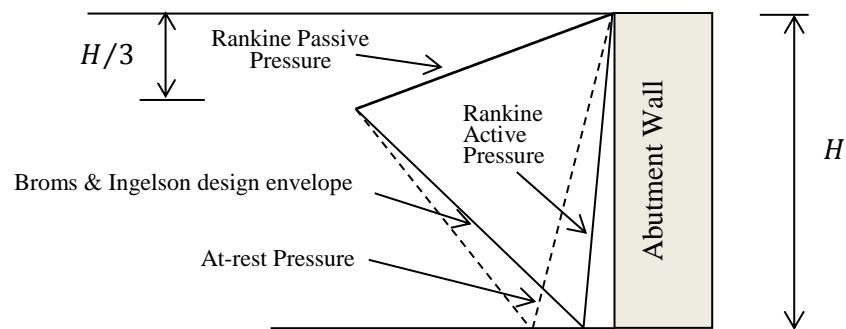 H/3
Rankine Passive
Pressure
Rankine
Active
Pressure
Abutment Wall
H
Broms & Ingelson design envelope
At-rest Pressure